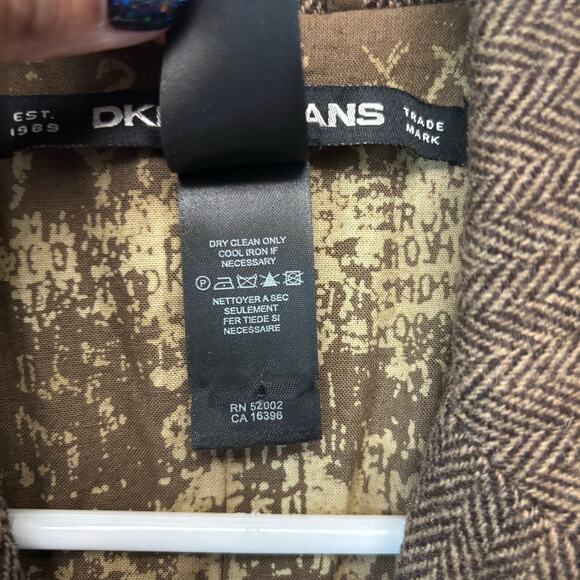 EST.
1989
DK ANS
TRADE
MARK
DRY CLEAN ONLY
COOL IRON IF
NECESSARY
P
NETTOYER A SEC
SEULEMENT
FER TIEDE SI
NECESSAIRE
RN 52002
CA 16396